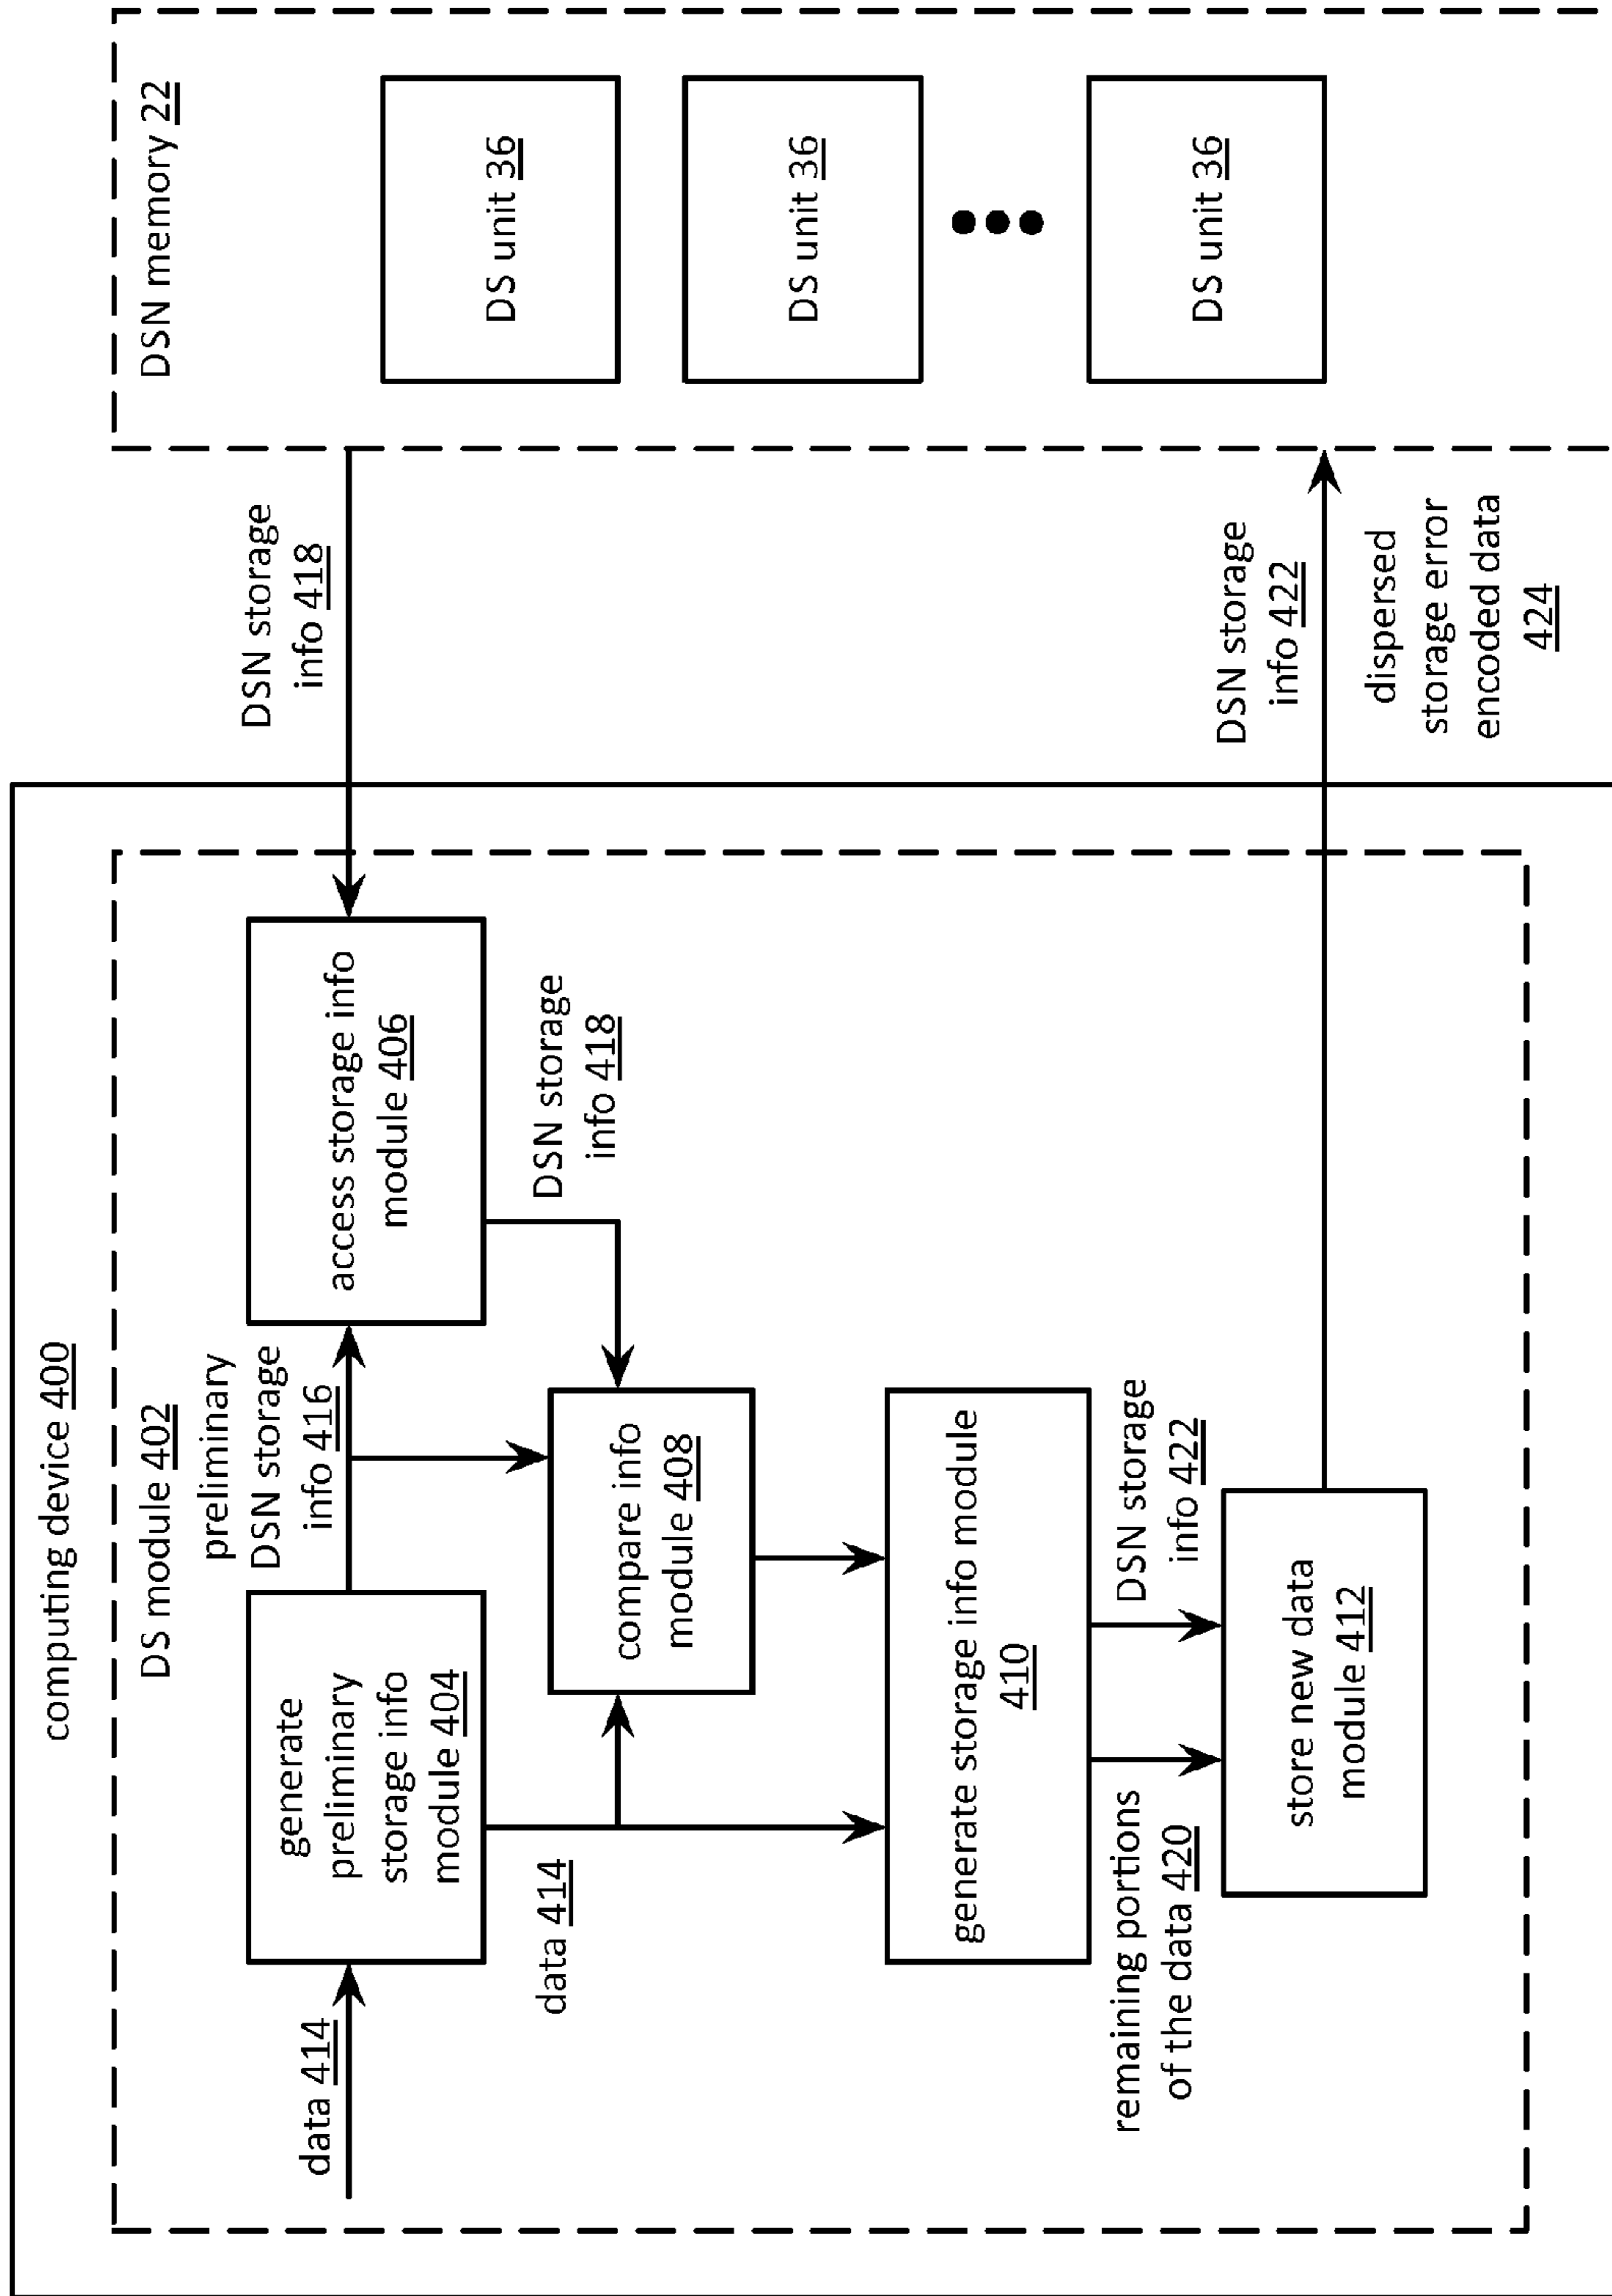 computing device 400
DS module 402
data 414
generate
preliminary
storage info
module 404
preliminary
DSN storage
info 416
access storage info
module 406
DSN storage
info 418
DSN storage
info 418
data 414
compare info
module 408
generate storage info module
410
remaining portions
of the data 420
DSN storage
info 422
store new data
module 412
DSN storage
info 422
dispersed
storage error
encoded data
424
DSN memory 22
DS unit 36
DS unit 36
DS unit 36